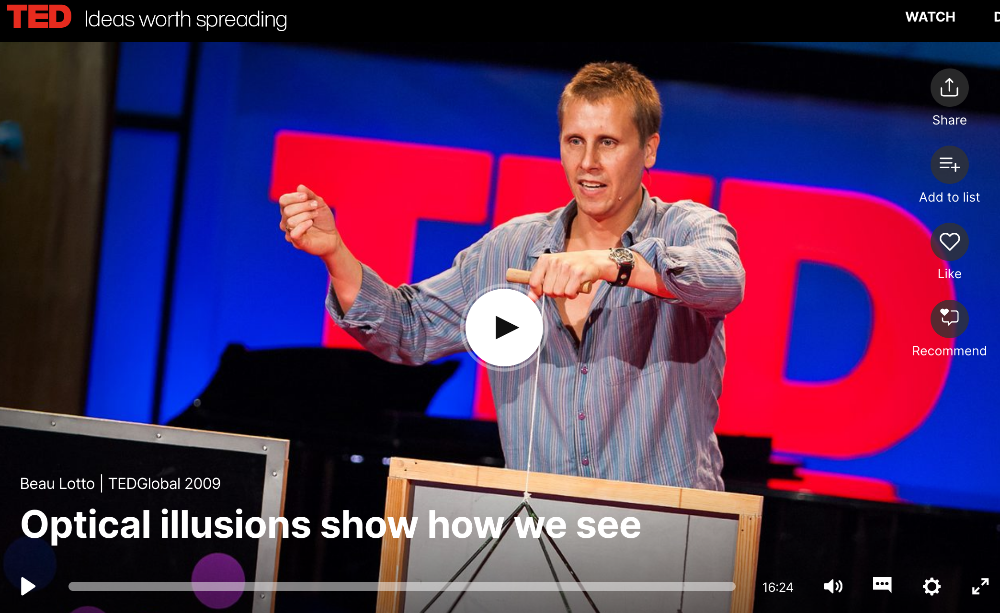 TED Ideas worth spreading
WATCH
D
TED
Share
Add to list
Like
Recommend
Beau Lotto | TEDGlobal 2009
Optical illusions show how we see
16:24